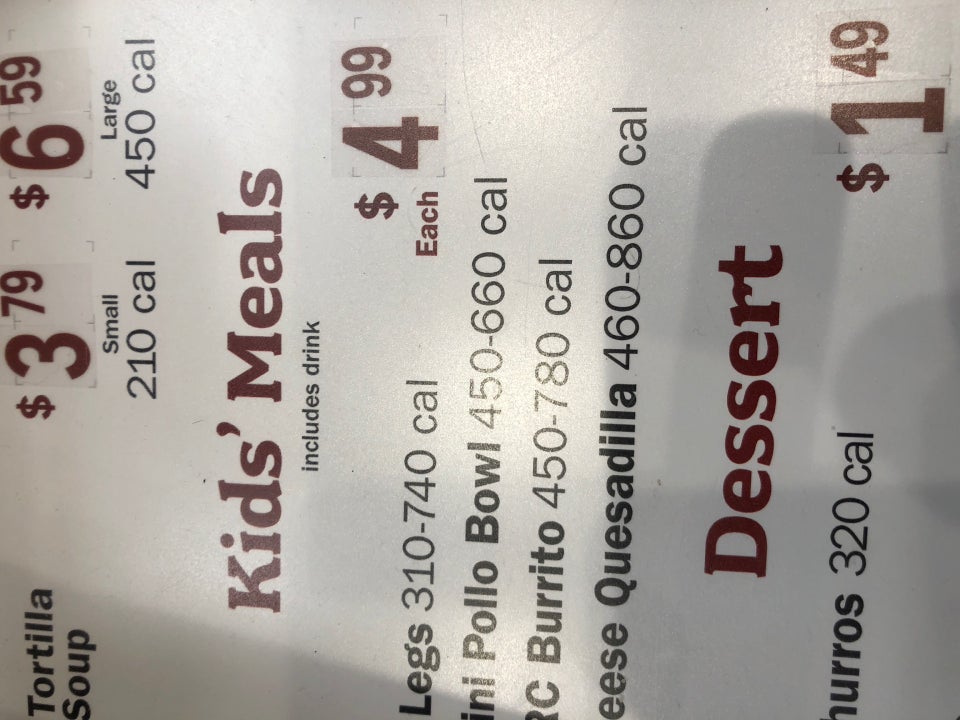 Tortilla $3 79 $6 59
Soup Small Large
210 cal 450 cal
Kids' Meals
includes drink
$4 99
Legs 310-740 cal Each
ini Pollo Bowl 450-660 cal
RC Burrito 450-780 cal
eese Quesadilla 460-860 cal
Dessert
hurros 320 cal $1 49